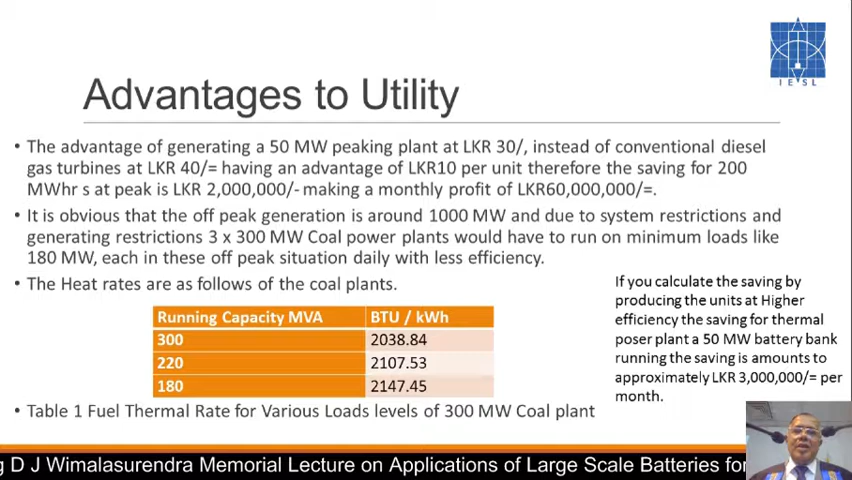 IESL
Advantages to Utility
• The advantage of generating a 50 MW peaking plant at LKR 30/, instead of conventional diesel
gas turbines at LKR 40/= having an advantage of LKR10 per unit therefore the saving for 200
MWhr s at peak is LKR 2,000,000/- making a monthly profit of LKR60,000,000/=.
• It is obvious that the off peak generation is around 1000 MW and due to system restrictions and
generating restrictions 3 x 300 MW Coal power plants would have to run on minimum loads like
180 MW, each in these off peak situation daily with less efficiency.
• The Heat rates are as follows of the coal plants.
Running Capacity MVA BTU / kWh
300 2038.84
220 2107.53
180 2147.45
• Table 1 Fuel Thermal Rate for Various Loads levels of 300 MW Coal plant
If you calculate the saving by
producing the units at Higher
efficiency the saving for thermal
poser plant a 50 MW battery bank
running the saving is amounts to
approximately LKR 3,000,000/= per
month.
g D J Wimalasurendra Memorial Lecture on Applications of Large Scale Batteries for